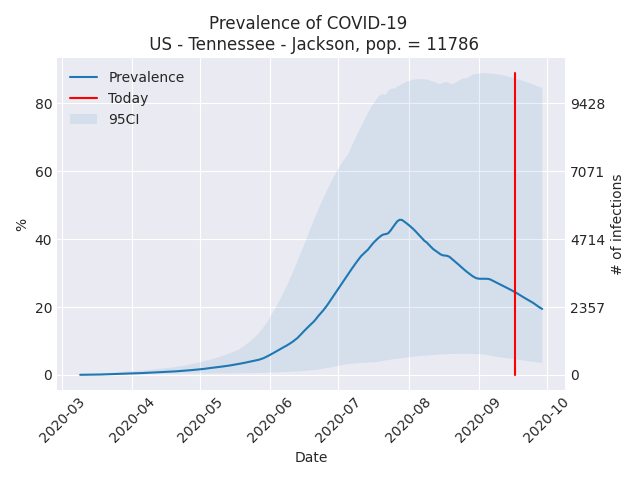 Prevalence of COVID-19
US - Tennessee - Jackson, pop. = 11786
Prevalence
Today
95CI
80
60
40
20
0
%
9428
7071
4714
2357
0
# of infections
2020-03
2020-04
2020-05
2020-06
2020-07
2020-08
2020-09
2020-10
Date